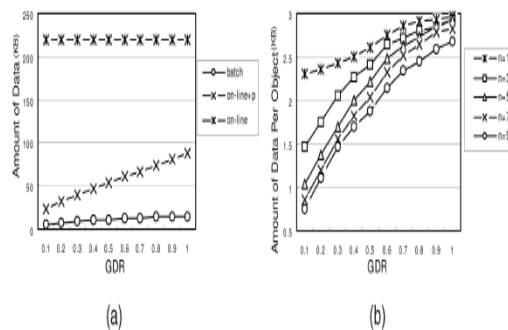 Amount of Data (KB)
250
200
150
100
50
0
0.1 0.2 0.3 0.4 0.5 0.6 0.7 0.8 0.9 1
GDR
batch
on-line+p
on-line
(a)
Amount of Data Per Object (KB)
3
2.5
2
1.5
1
0.5
0.1 0.2 0.3 0.4 0.5 0.6 0.7 0.8 0.9 1
GDR
(b)